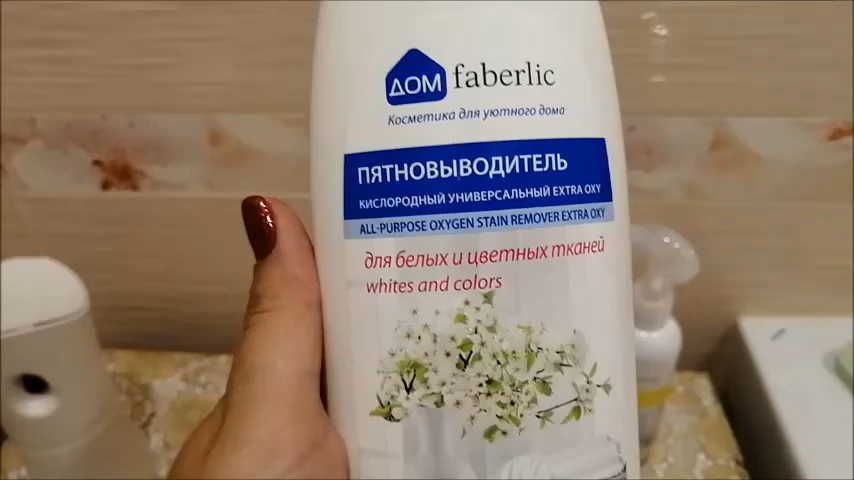 ДОМ faberlic
Косметика для уютного дома
ПЯТНОВЫВОДИТЕЛЬ
КИСЛОРОДНЫЙ УНИВЕРСАЛЬНЫЙ EXTRA OXY
ALL-PURPOSE OXYGEN STAIN REMOVER EXTRA OXY
для белых и цветных тканей
whites and colors